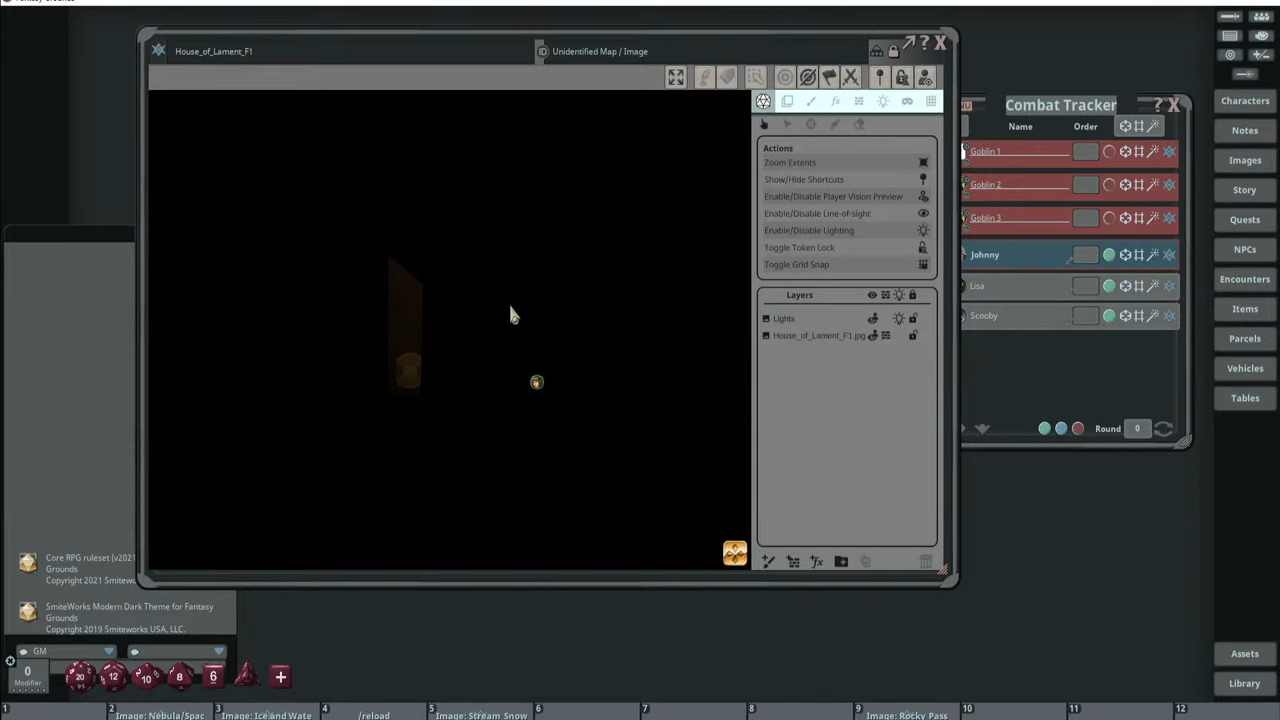 House_of_Lament_F1
Unidentified Map / Image
Actions
Zoom Extents
Show/Hide Shortcuts
Enable/Disable Player Vision Preview
Enable/Disable Line-of-sight
Enable/Disable Lighting
Toggle Token Lock
Toggle Grid Snap
Layers
Lights
House_of_Lament_F1.jpg
Combat Tracker
Name Order
Goblin 1
Goblin 2
Goblin 3
Johnny
Lisa
Scooby
Round 0
Characters
Notes
Images
Story
Quests
NPCs
Encounters
Items
Parcels
Vehicles
Tables
Assets
Library
Core RPG ruleset [v2021
Grounds
Copyright 2021 Smitewo
SmiteWorks Modern Dark Theme for Fantasy
Grounds
Copyright 2019 Smiteworks USA, LLC.
GM
0
Modifier
20 12 10 8 6
1 2 3 4 5 6 7 8 9 10 11 12
Image: Nebula/Spac Image: Ice and Wate /reload Image: Stream Snow Image: Rocky Pass